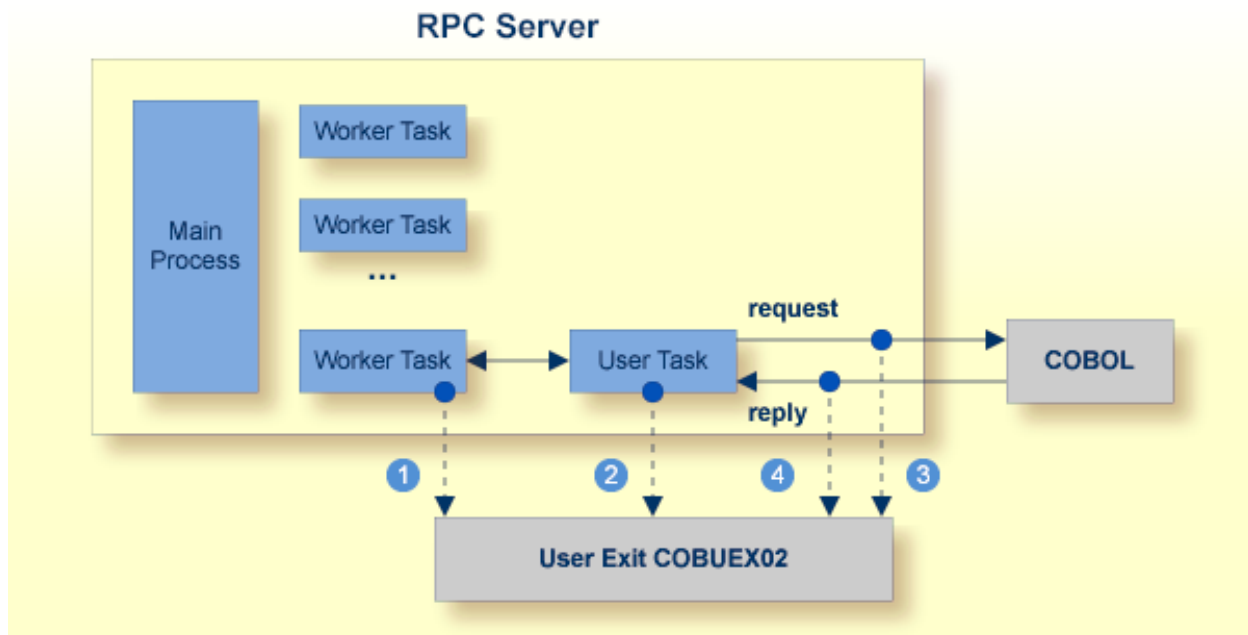 RPC Server
Worker Task
Worker Task
Main
Process
...
request
Worker Task
User Task
COBOL
reply
1
2
4
3
User Exit COBUEX02